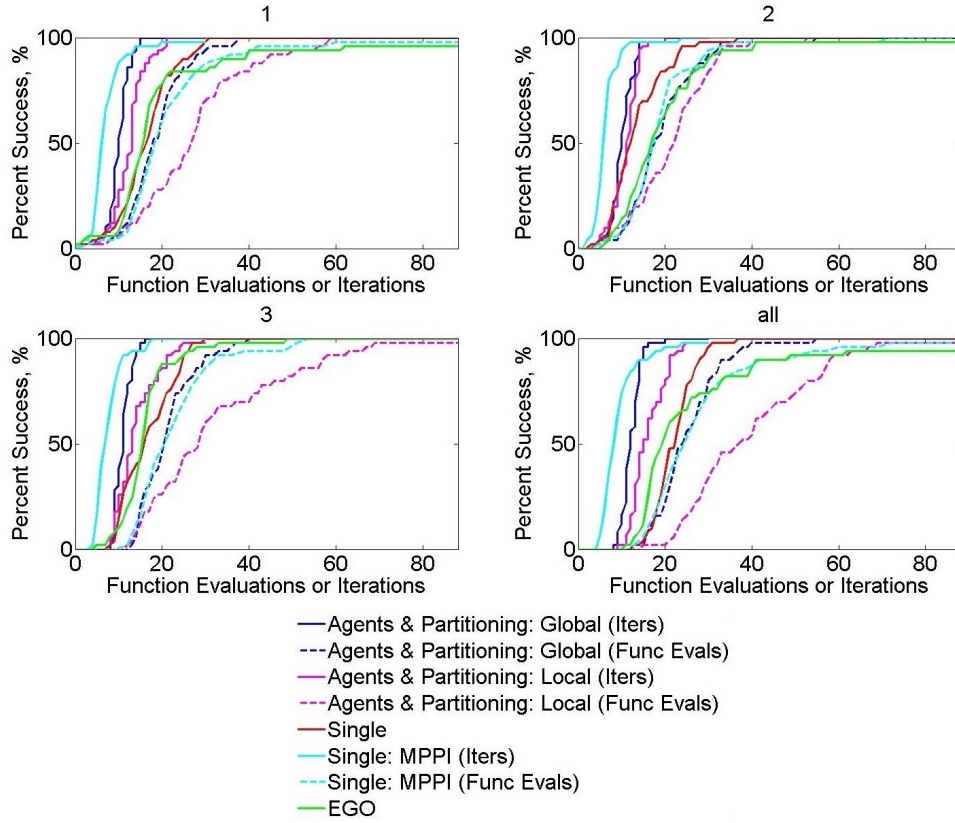 1
2
100
50
0
Percent Success, %
0 20 40 60 80
Function Evaluations or Iterations
100
50
0
Percent Success, %
0 20 40 60 80
Function Evaluations or Iterations
3
all
100
50
0
Percent Success, %
0 20 40 60 80
Function Evaluations or Iterations
100
50
0
Percent Success, %
0 20 40 60 80
Function Evaluations or Iterations
Agents & Partitioning: Global (Iters)
Agents & Partitioning: Global (Func Evals)
Agents & Partitioning: Local (Iters)
Agents & Partitioning: Local (Func Evals)
Single
Single: MPPI (Iters)
Single: MPPI (Func Evals)
EGO